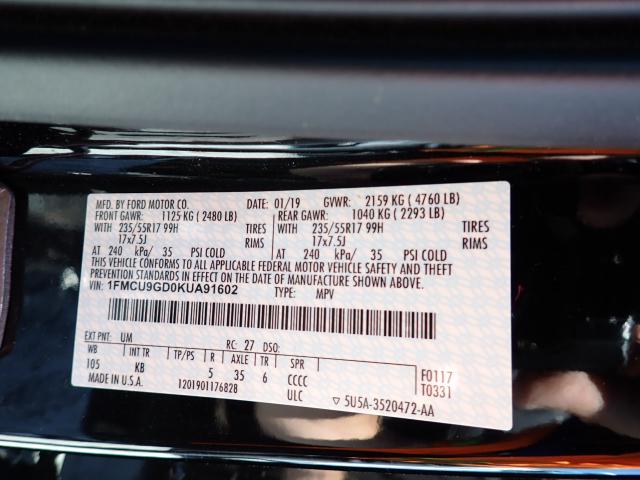 MFD. BY FORD MOTOR CO. DATE: 01/19 GVWR: 2159 KG ( 4760 LB)
FRONT GAWR: 1125 KG ( 2480 LB) REAR GAWR: 1040 KG ( 2293 LB)
WITH 235/55R17 99H TIRES WITH 235/55R17 99H TIRES
17x7.5J RIMS 17x7.5J RIMS
AT 240 kPa/ 35 PSI COLD AT 240 kPa/ 35 PSI COLD
THIS VEHICLE CONFORMS TO ALL APPLICABLE FEDERAL MOTOR VEHICLE SAFETY AND THEFT
PREVENTION STANDARDS IN EFFECT ON THE DATE OF MANUFACTURE SHOWN ABOVE.
VIN: 1FMCU9GD0KUA91602 TYPE: MPV
EXT PNT: UM RC: 27 DSO:
WB INT TR TP/PS R AXLE TR SPR
105 KB 5 35 6 CCCC F0117
ULC T0331
MADE IN U.S.A. 1201901176828 ▽ 5U5A-3520472-AA